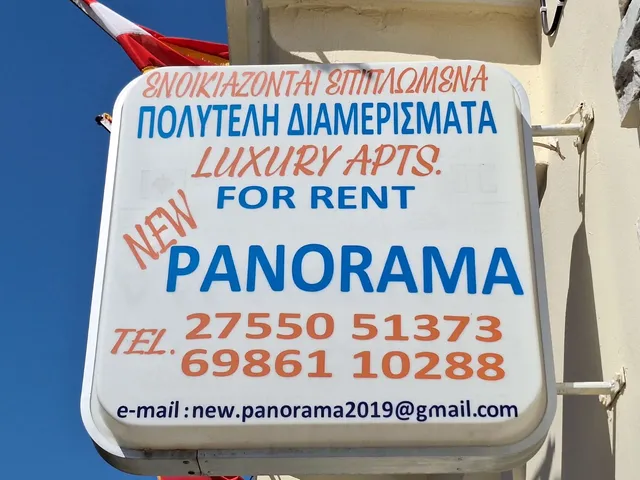 ΕΝΟΙΚΙΑΖΟΝΤΑΙ ΕΠΙΠΛΩΜΕΝΑ
ΠΟΛΥΤΕΛΗ ΔΙΑΜΕΡΙΣΜΑΤΑ
LUXURY APTS.
FOR RENT
NEW
PANORAMA
TEL. 27550 51373
69861 10288
e-mail : new.panorama2019@gmail.com